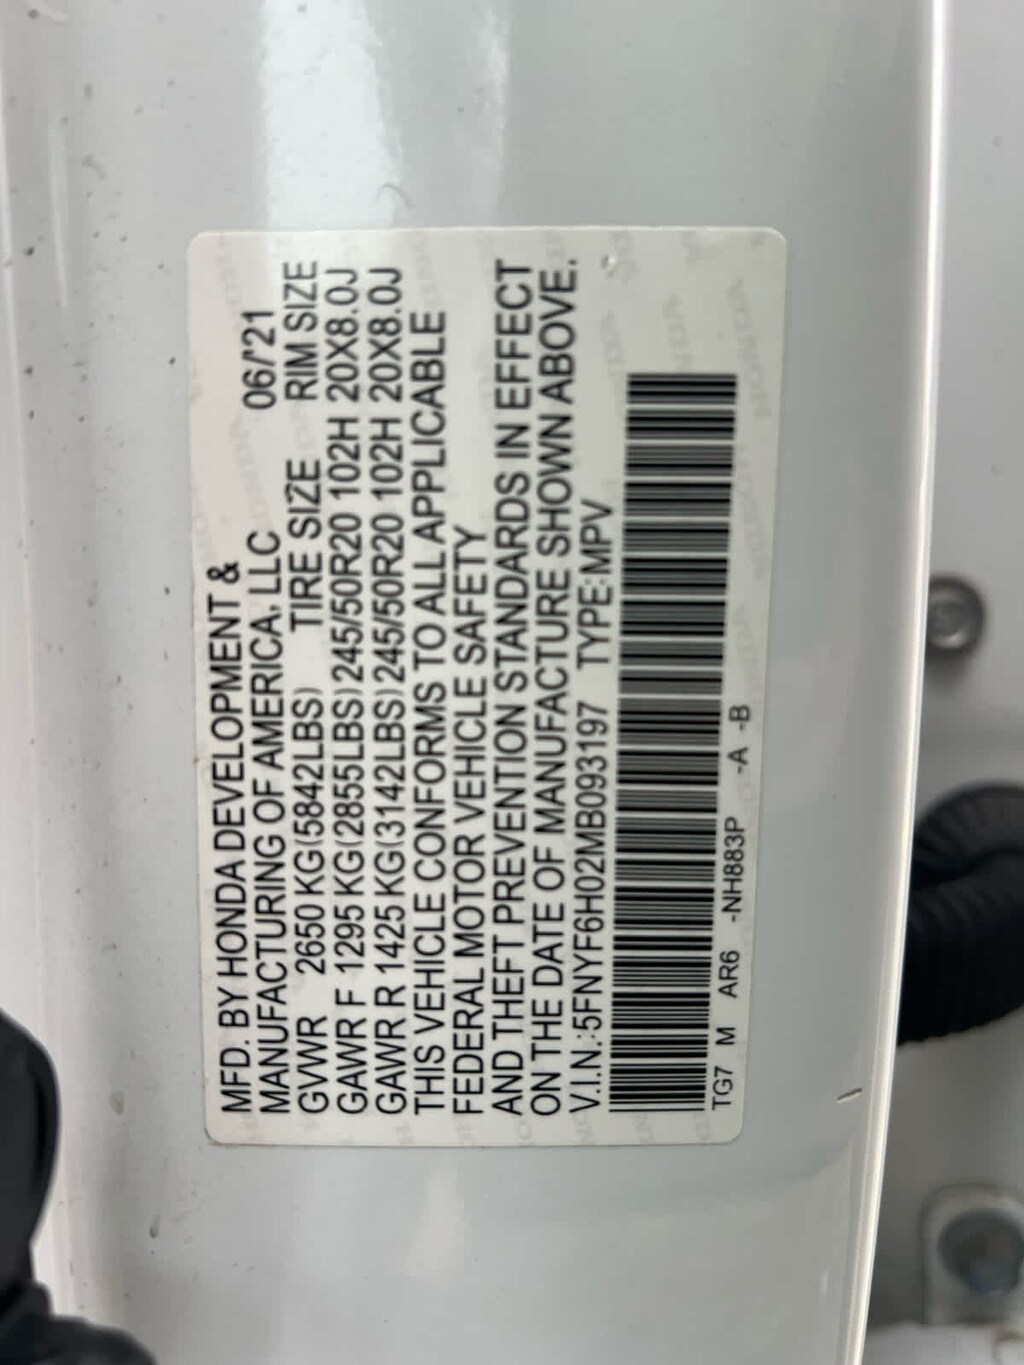 MFD. BY HONDA DEVELOPMENT &
MANUFACTURING OF AMERICA, LLC 06/'21
GVWR 2650 KG(5842LBS) TIRE SIZE RIM SIZE
GAWR F 1295 KG(2855LBS) 245/50R20 102H 20X8.0J
GAWR R 1425 KG(3142LBS) 245/50R20 102H 20X8.0J
THIS VEHICLE CONFORMS TO ALL APPLICABLE
FEDERAL MOTOR VEHICLE SAFETY
AND THEFT PREVENTION STANDARDS IN EFFECT
ON THE DATE OF MANUFACTURE SHOWN ABOVE.
V.I.N.:5FNYF6H02MB093197 TYPE:MPV
TG7 M AR6 -NH883P -A -B